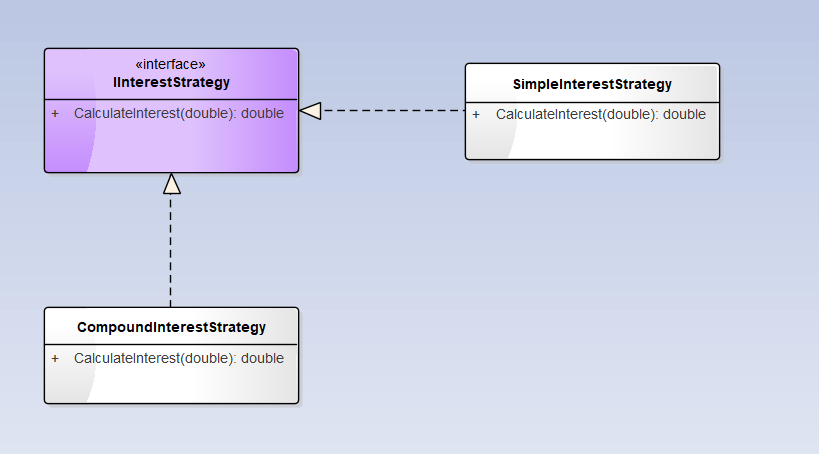 «interface»
IInterestStrategy
+ CalculateInterest(double): double
SimpleInterestStrategy
+ CalculateInterest(double): double
CompoundInterestStrategy
+ CalculateInterest(double): double